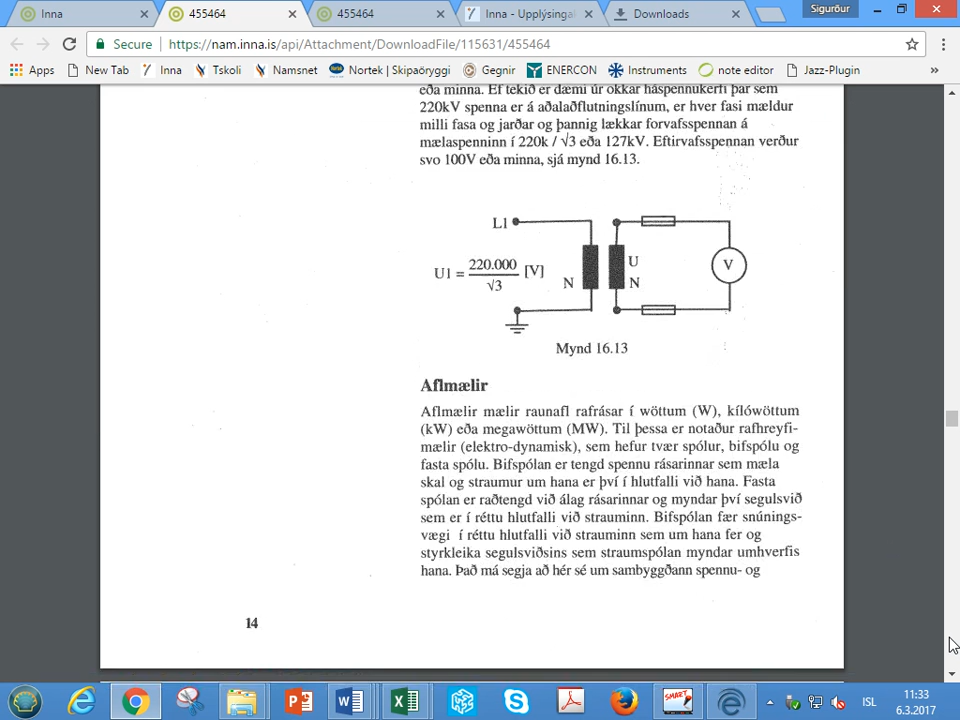 Inna
455464
455464
Inna - Upplýsinga
Downloads
Sigurður
Secure
https://nam.inna.is/api/Attachment/DownloadFile/115631/455464
Apps
New Tab
Inna
Tskoli
Namsnet
Nortek | Skipaöryggi
Gegnir
ENERCON
Instruments
note editor
Jazz-Plugin
»
eða minna. Ef tekið er dæmi úr okkar háspennukerfi þar sem
220kV spenna er á aðalaðflutningslínum, er hver fasi mældur
milli fasa og jarðar og þannig lækkar forvafsspennan á
mælaspenninn í 220k / √3 eða 127kV. Eftirvafsspennan verður
svo 100V eða minna, sjá mynd 16.13.
L1
U1 = 220.000 / √3 [V]
N
U
N
V
Mynd 16.13
Aflmælir
Aflmælir mælir raunafl rafrásar í wöttum (W), kílówöttum
(kW) eða megawöttum (MW). Til þessa er notaður rafhreyfi-
mælir (elektro-dynamisk), sem hefur tvær spólur, bifspólu og
fasta spólu. Bifspólan er tengd spennu rásarinnar sem mæla
skal og straumur um hana er því í hlutfalli við hana. Fasta
spólan er raðtengd við álag rásarinnar og myndar því segulsvið
sem er í réttu hlutfalli við strauminn. Bifspólan fær snúnings-
vægi í réttu hlutfalli við strauminn sem um hana fer og
styrkleika segulsviðsins sem straumspólan myndar umhverfis
hana. Það má segja að hér sé um sambyggðann spennu- og
14
SMART
ISL
11:33
6.3.2017